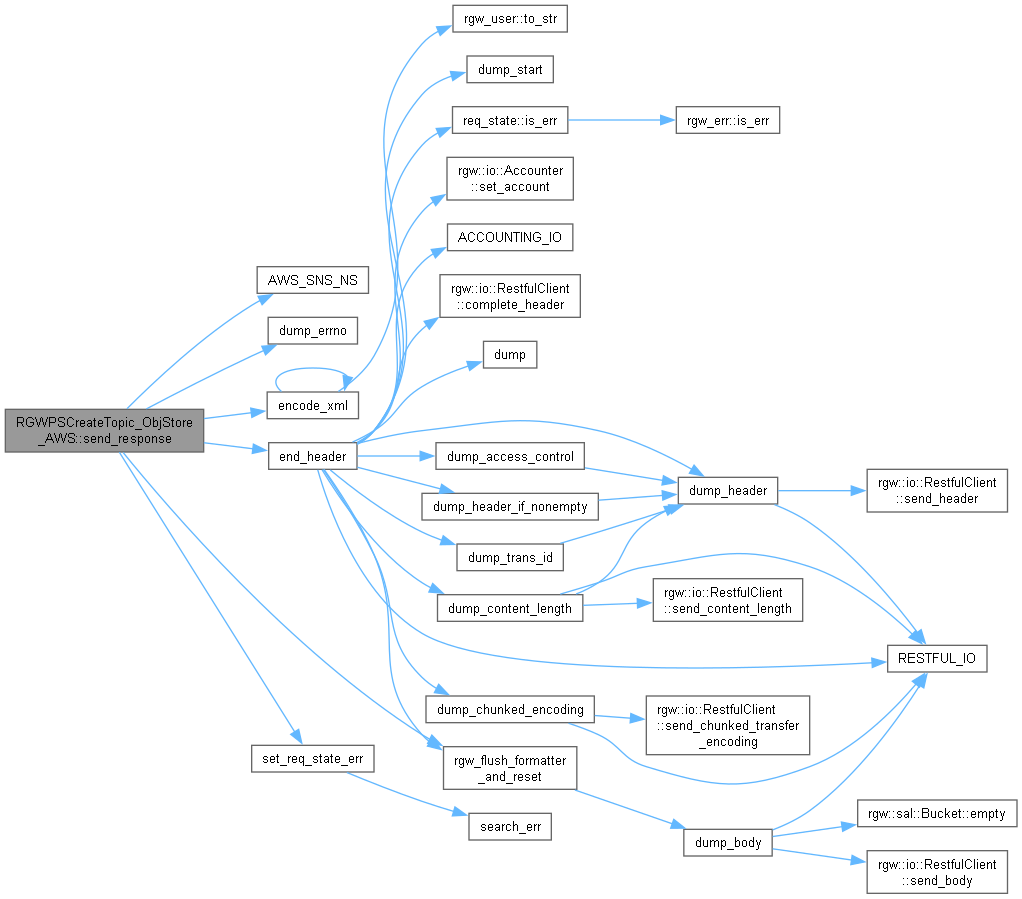 rgw_user::to_str
dump_start
req_state::is_err
rgw_err::is_err
rgw::io::Accounter
::set_account
ACCOUNTING_IO
AWS_SNS_NS
rgw::io::RestfulClient
::complete_header
dump_errno
dump
encode_xml
RGWPSCreateTopic_ObjStore
_AWS::send_response
end_header
dump_access_control
dump_header
rgw::io::RestfulClient
::send_header
dump_header_if_nonempty
dump_trans_id
dump_content_length
rgw::io::RestfulClient
::send_content_length
RESTFUL_IO
dump_chunked_encoding
rgw::io::RestfulClient
::send_chunked_transfer
_encoding
set_req_state_err
rgw_flush_formatter
_and_reset
search_err
dump_body
rgw::sal::Bucket::empty
rgw::io::RestfulClient
::send_body